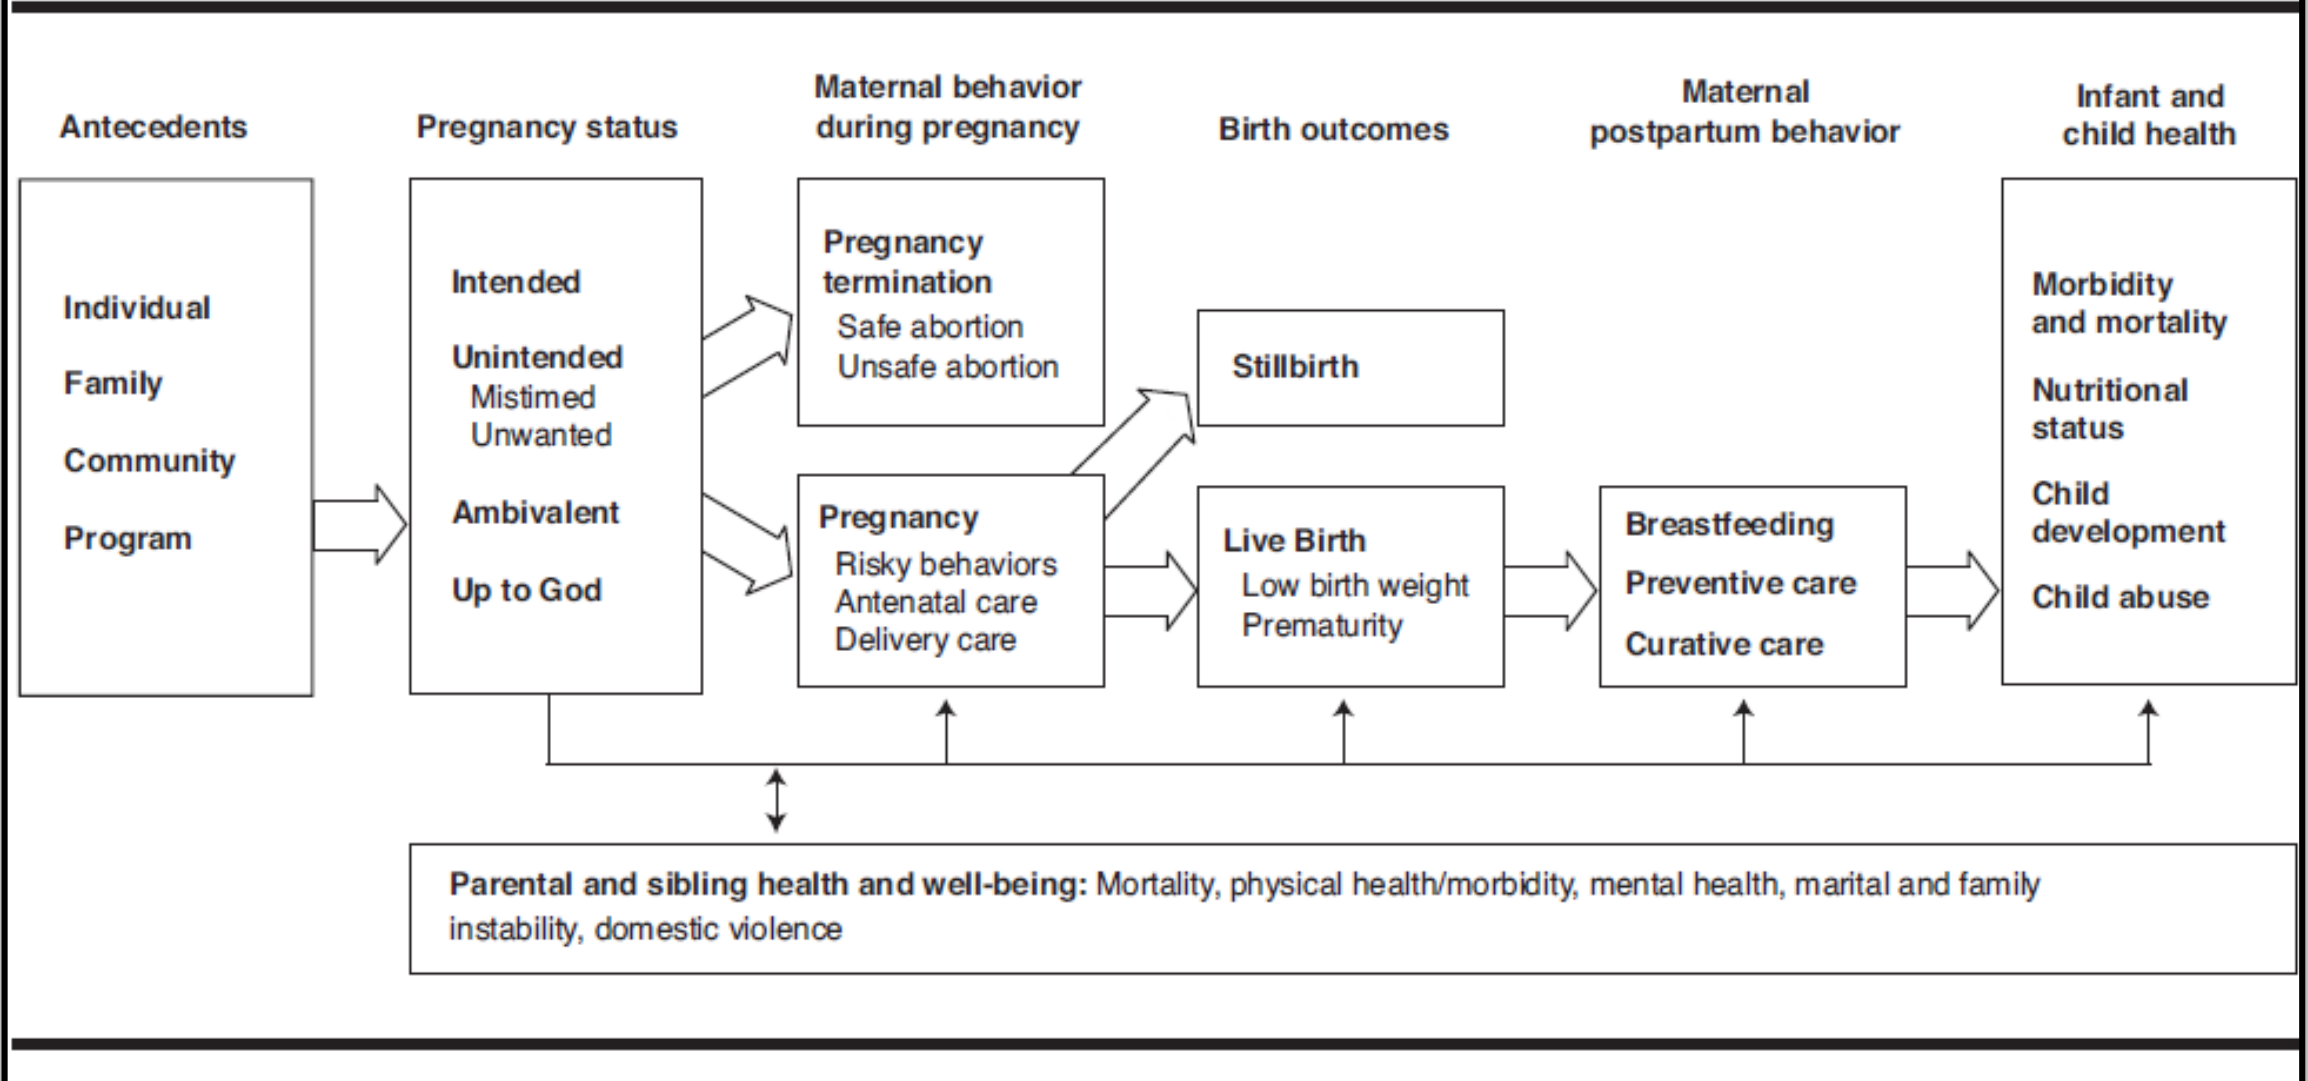 Antecedents
Pregnancy status
Maternal behavior
during pregnancy
Birth outcomes
Maternal
postpartum behavior
Infant and
child health
Individual
Family
Community
Program
Intended
Unintended
Mistimed
Unwanted
Ambivalent
Up to God
Pregnancy
termination
Safe abortion
Unsafe abortion
Pregnancy
Risky behaviors
Antenatal care
Delivery care
Stillbirth
Live Birth
Low birth weight
Prematurity
Breastfeeding
Preventive care
Curative care
Morbidity
and mortality
Nutritional
status
Child
development
Child abuse
Parental and sibling health and well-being: Mortality, physical health/morbidity, mental health, marital and family
instability, domestic violence